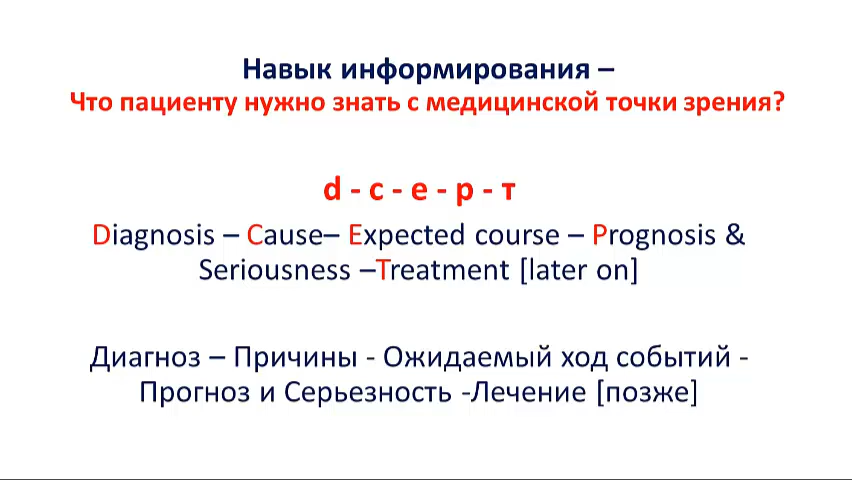 Навык информирования –
Что пациенту нужно знать с медицинской точки зрения?
d - c - e - p - т
Diagnosis – Cause– Expected course – Prognosis &
Seriousness –Treatment [later on]
Диагноз – Причины - Ожидаемый ход событий -
Прогноз и Серьезность -Лечение [позже]